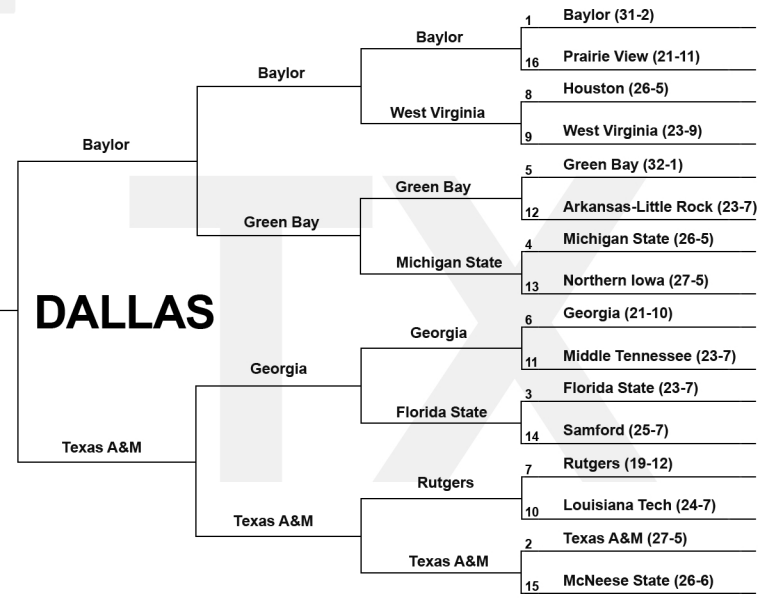 1 Baylor (31-2)
Baylor
16 Prairie View (21-11)
Baylor
8 Houston (26-5)
West Virginia
9 West Virginia (23-9)
Baylor
5 Green Bay (32-1)
Green Bay
12 Arkansas-Little Rock (23-7)
Green Bay
4 Michigan State (26-5)
Michigan State
13 Northern Iowa (27-5)
DALLAS
TX
6 Georgia (21-10)
Georgia
11 Middle Tennessee (23-7)
Georgia
3 Florida State (23-7)
Florida State
14 Samford (25-7)
Texas A&M
7 Rutgers (19-12)
Rutgers
10 Louisiana Tech (24-7)
Texas A&M
2 Texas A&M (27-5)
Texas A&M
15 McNeese State (26-6)